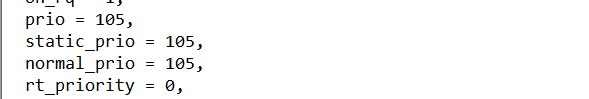 prio = 105,
static_prio = 105,
normal_prio = 105,
rt_priority = 0,